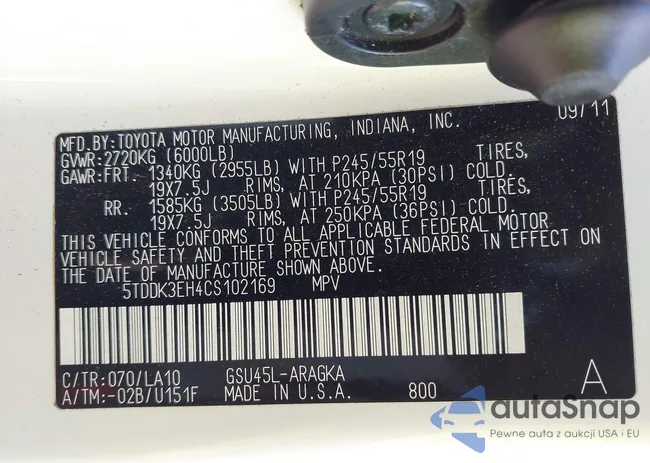 09/11
MFD.BY:TOYOTA MOTOR MANUFACTURING, INDIANA, INC.
GVWR:2720KG (6000LB)
GAWR:FRT. 1340KG (2955LB) WITH P245/55R19 TIRES,
19X7.5J RIMS, AT 210KPA (30PSI) COLD.
RR. 1585KG (3505LB) WITH P245/55R19 TIRES,
19X7.5J RIMS, AT 250KPA (36PSI) COLD.
THIS VEHICLE CONFORMS TO ALL APPLICABLE FEDERAL MOTOR
VEHICLE SAFETY AND THEFT PREVENTION STANDARDS IN EFFECT ON
THE DATE OF MANUFACTURE SHOWN ABOVE.
5TDDK3EH4CS102169 MPV
C/TR:070/LA10 GSU45L-ARAGKA
A/TM:-02B/U151F MADE IN U.S.A. 800 A
autaSnap
Pewne auta z aukcji USA i EU